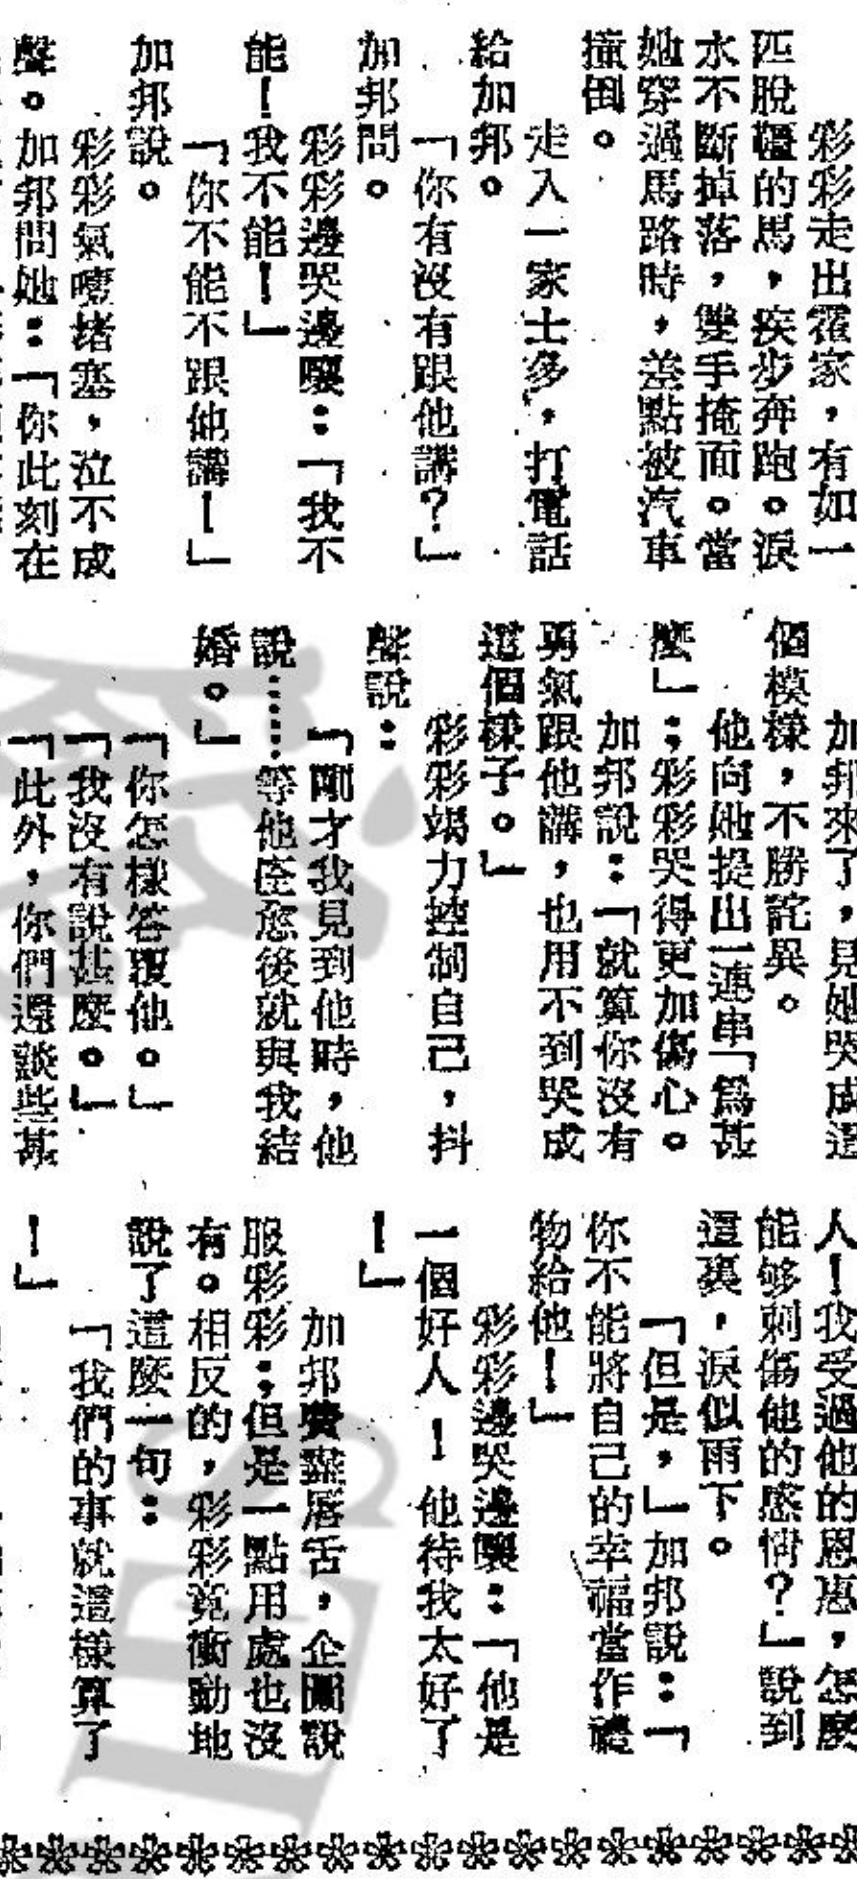 彩彩走出霍家，有如一
匹脫韁的馬，疾步奔跑。淚
水不斷掉落，雙手掩面。當
她穿過馬路時，差點被汽車
撞倒。
走入一家士多，打電話
給加邦。
「你有沒有跟他講？」
加邦問。
彩彩邊哭邊嚷：「我不
能！我不能！」
「你不能不跟他講！」
加邦說。
彩彩氣噎堵塞，泣不成
聲。加邦問她：「你此刻在
加邦來了，見她哭成這
個模樣，不勝詫異。
他向她提出一連串「爲甚
麼」；彩彩哭得更加傷心。
加邦說：「就算你沒有
勇氣跟他講，也用不到哭成
這個樣子。」
彩彩竭力控制自己，抖
聲說：
「剛才我見到他時，他
說……等他痊愈後就與我結
婚。」
「你怎樣答覆他。」
「我沒有說甚麼。」
「此外，你們還談些甚
人！我受過他的恩惠，怎麼
能够刺傷他的感情？」說到
這裏，淚似雨下。
「但是，」加邦說：「
你不能將自己的幸福當作禮
物給他！」
彩彩邊哭邊嚷：「他是
一個好人！他待我太好了
！」
加邦費盡唇舌，企圖說
服彩彩；但是一點用處也沒
有。相反的，彩彩竟衝動地
說了這麼一句：
「我們的事就這樣算了
！」